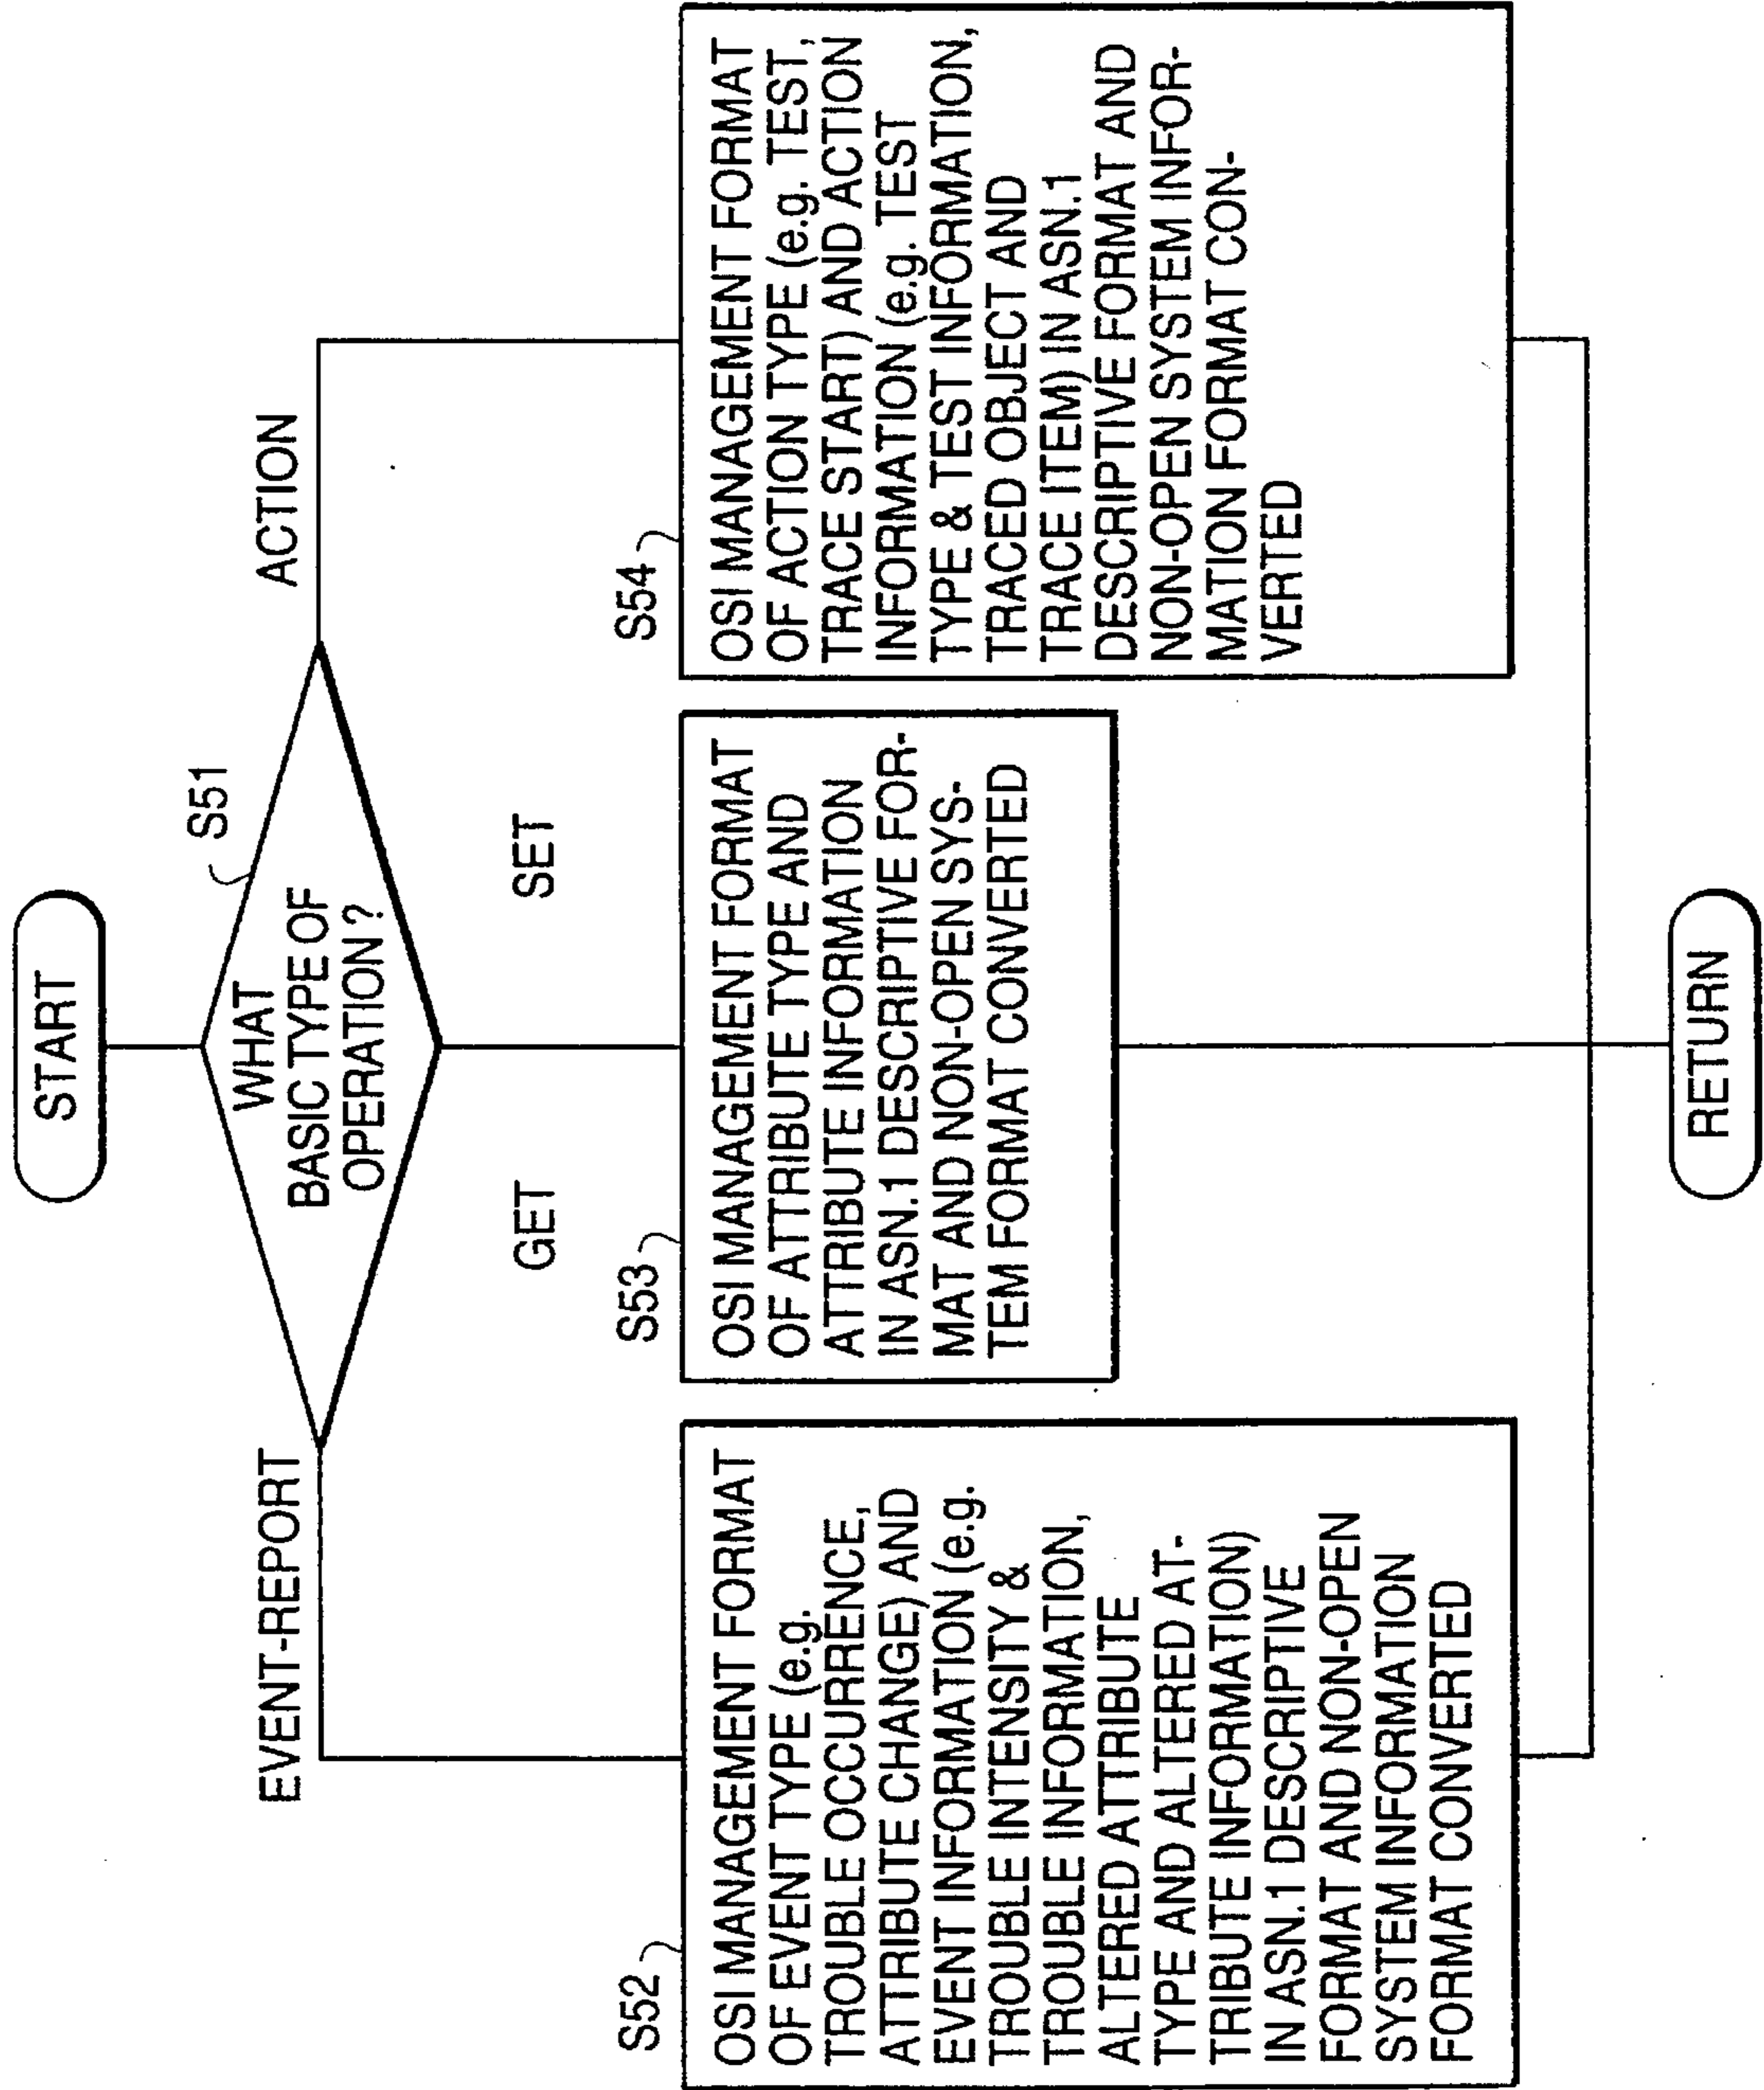 START
S51
WHAT
BASIC TYPE OF
OPERATION?
EVENT-REPORT
ACTION
GET
SET
S52
OSI MANAGEMENT FORMAT
OF EVENT TYPE (e.g.
TROUBLE OCCURRENCE,
ATTRIBUTE CHANGE) AND
EVENT INFORMATION (e.g.
TROUBLE INTENSITY &
TROUBLE INFORMATION,
ALTERED ATTRIBUTE
TYPE AND ALTERED AT-
TRIBUTE INFORMATION)
IN ASN.1 DESCRIPTIVE
FORMAT AND NON-OPEN
SYSTEM INFORMATION
FORMAT CONVERTED
S53
OSI MANAGEMENT FORMAT
OF ATTRIBUTE TYPE AND
ATTRIBUTE INFORMATION
IN ASN.1 DESCRIPTIVE FOR-
MAT AND NON-OPEN SYS-
TEM FORMAT CONVERTED
S54
OSI MANAGEMENT FORMAT
OF ACTION TYPE (e.g. TEST,
TRACE START) AND ACTION
INFORMATION (e.g. TEST
TYPE & TEST INFORMATION,
TRACED OBJECT AND
TRACE ITEM) IN ASN.1
DESCRIPTIVE FORMAT AND
NON-OPEN SYSTEM INFOR-
MATION FORMAT CON-
VERTED
RETURN